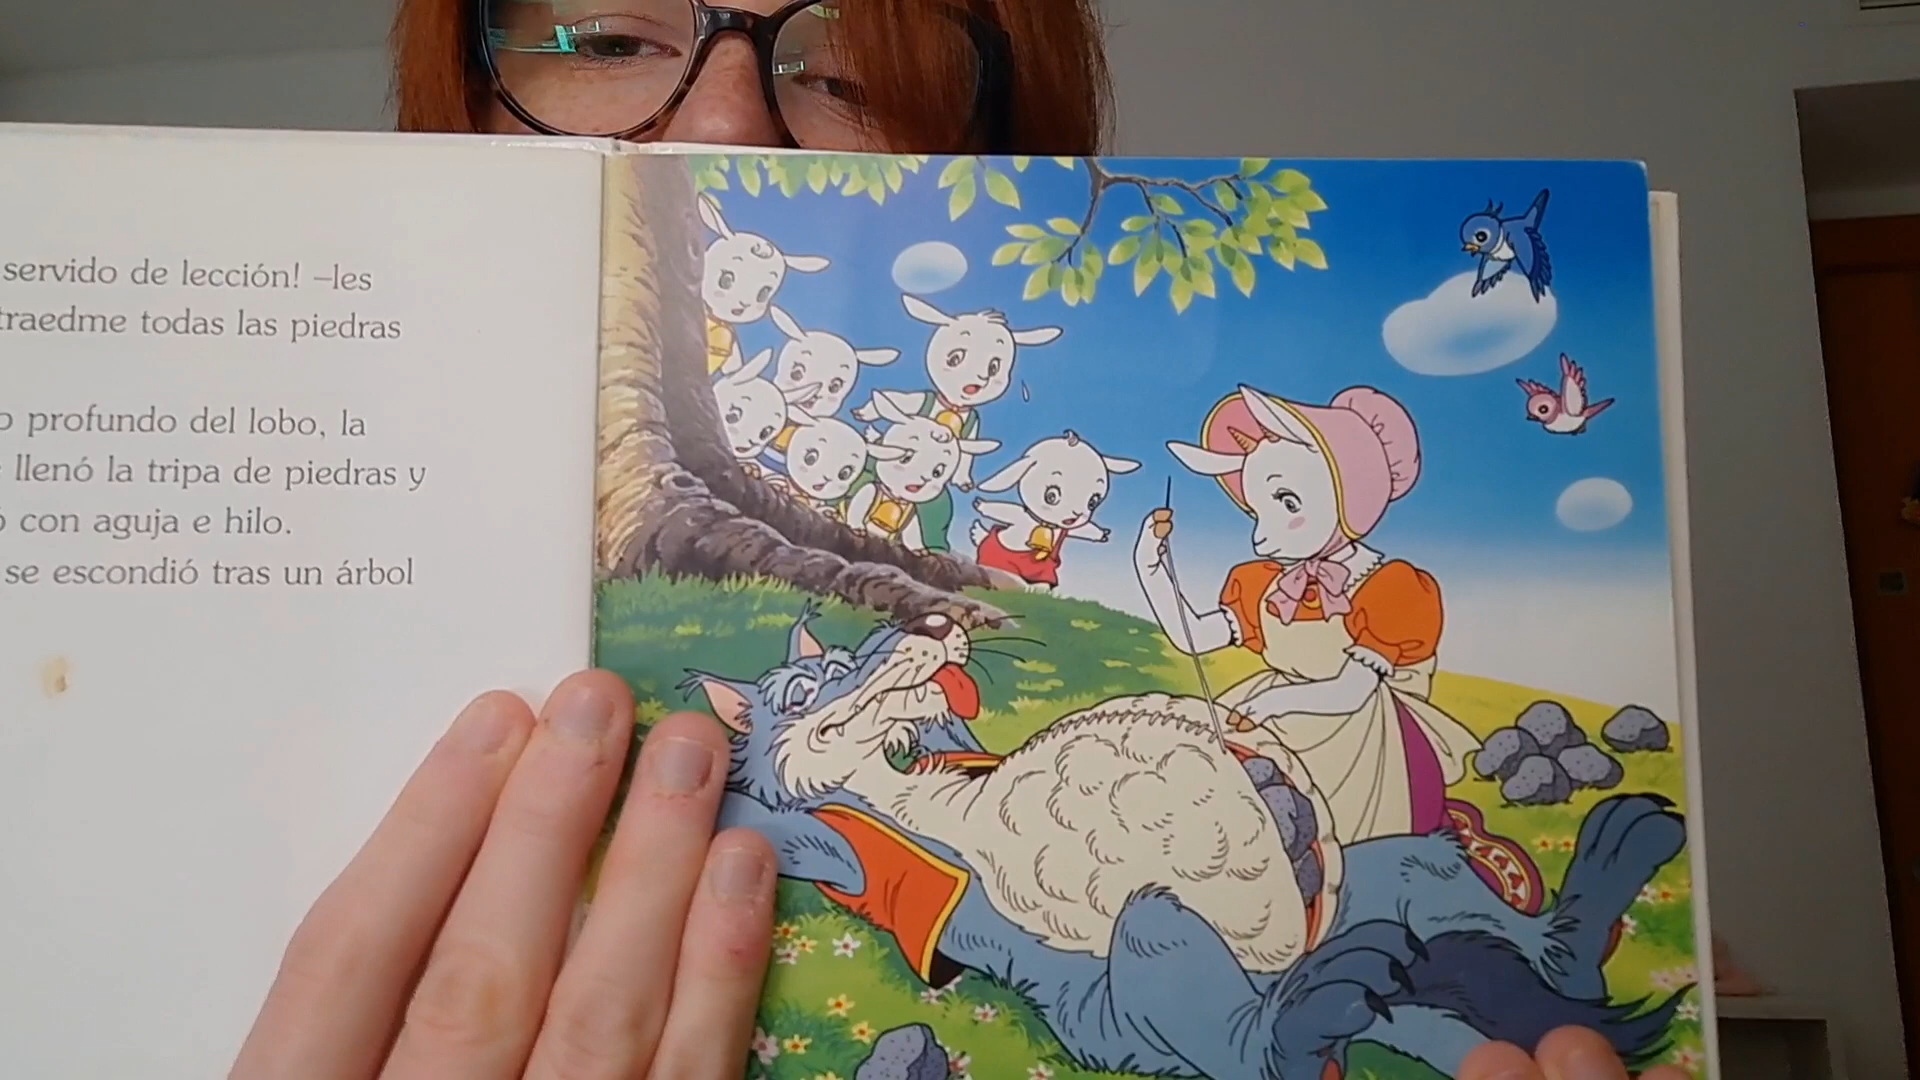 servido de lección! –les
traedme todas las piedras
profundo del lobo, la
llenó la tripa de piedras y
con aguja e hilo.
se escondió tras un árbol